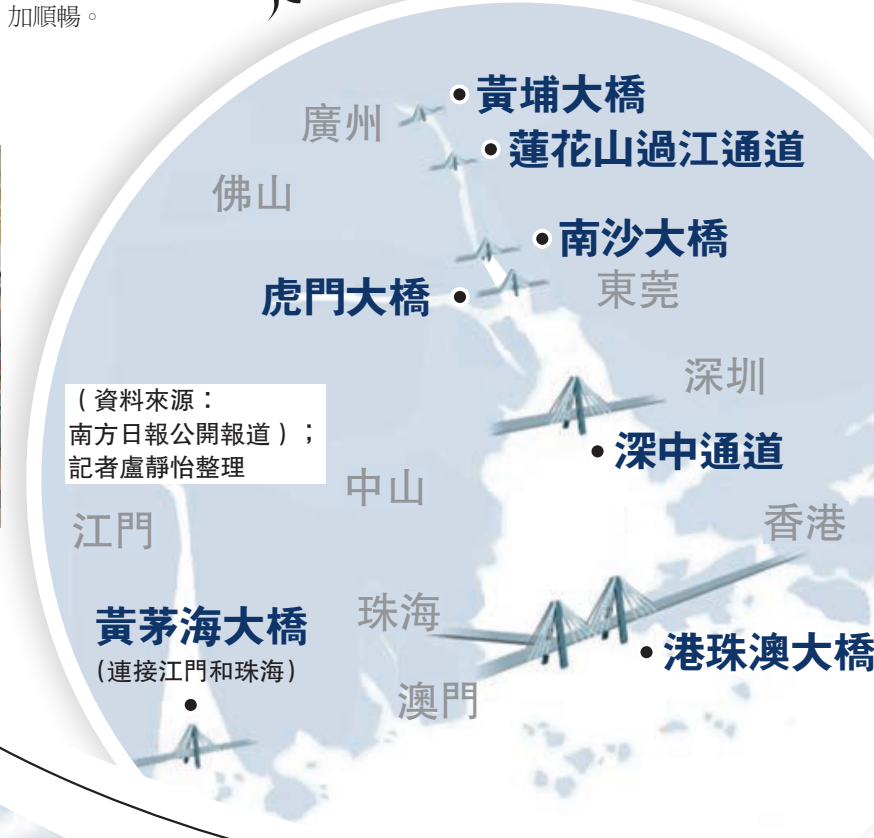 加順暢。
黃埔大橋
廣州
蓮花山過江通道
佛山
南沙大橋
東莞
虎門大橋
深圳
(資料來源：
南方日報公開報道)；
記者盧靜怡整理
深中通道
中山
香港
江門
珠海
黃茅海大橋
(連接江門和珠海)
港珠澳大橋
澳門